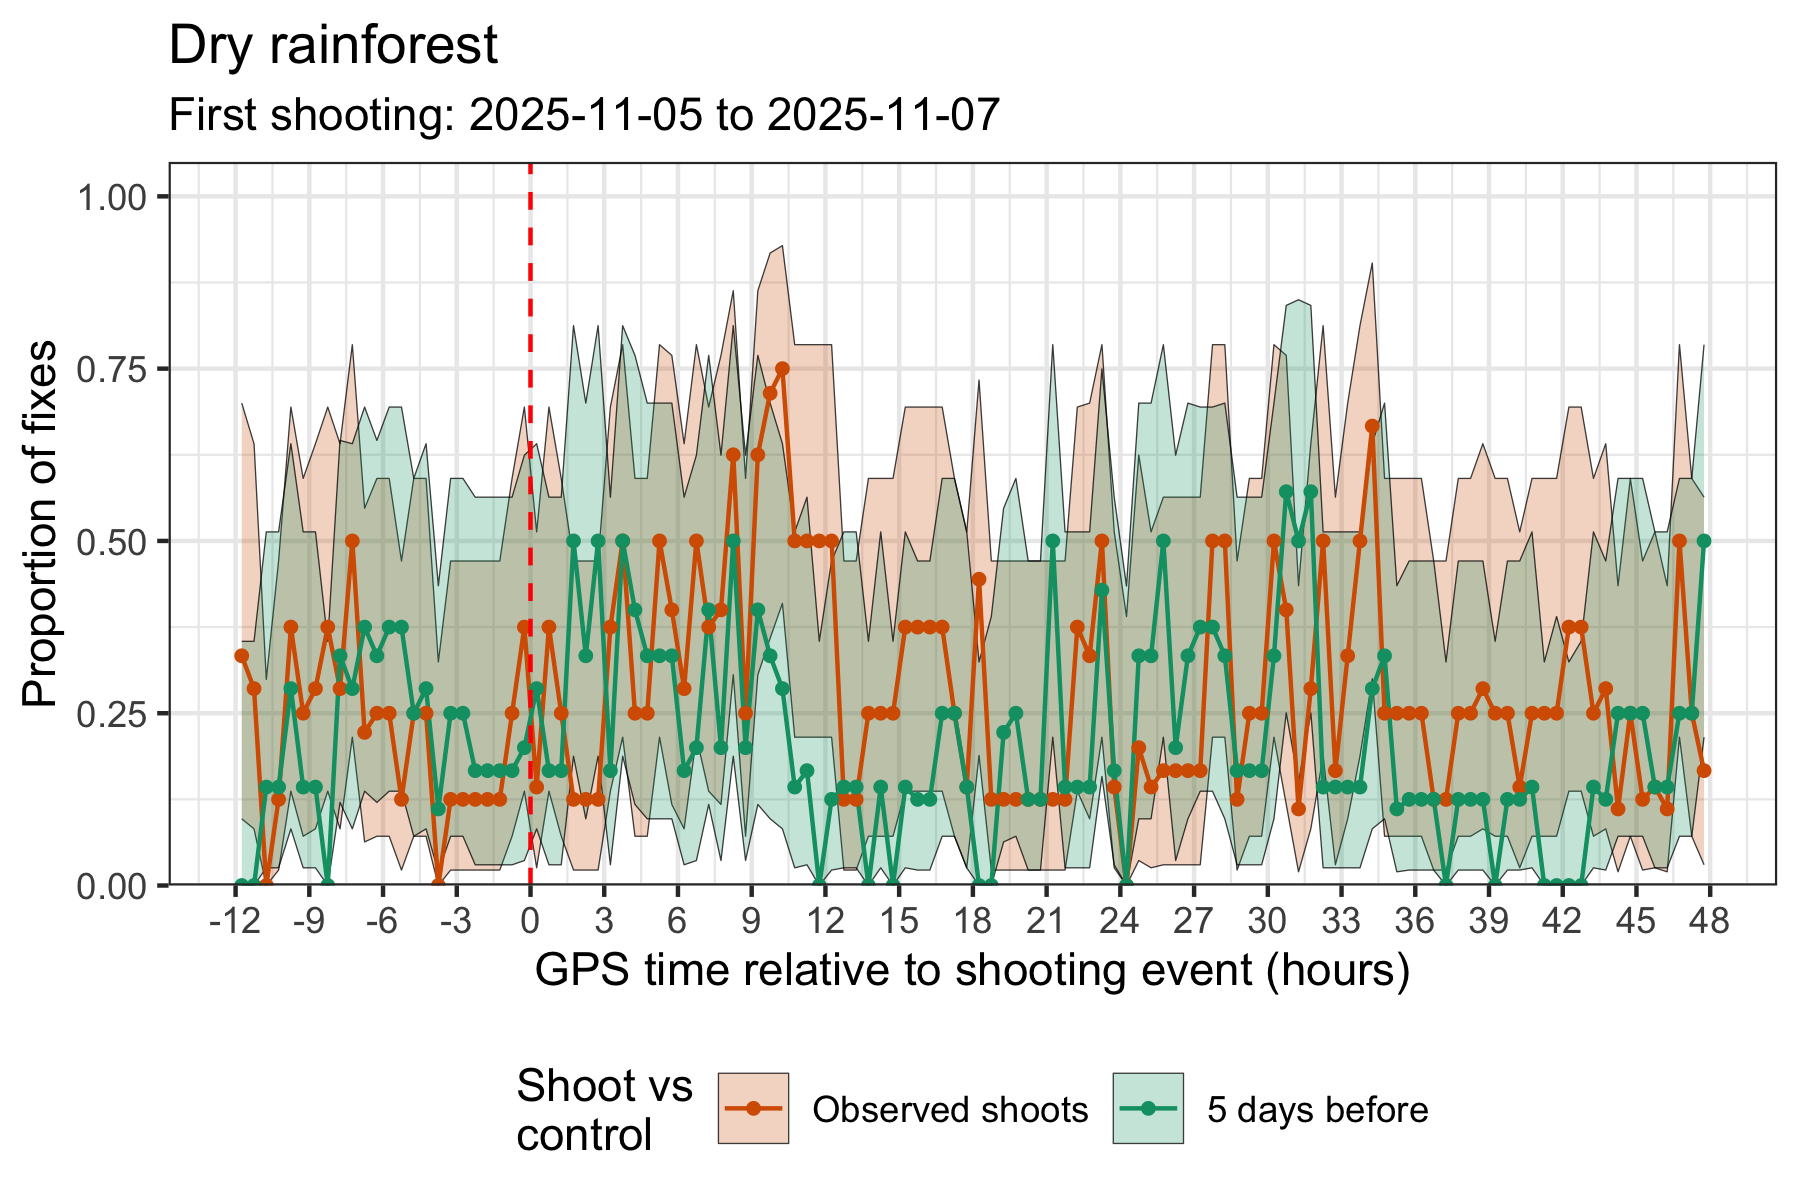 Dry rainforest
First shooting: 2025-11-05 to 2025-11-07
Proportion of fixes
1.00
0.75
0.50
0.25
0.00
-12 -9 -6 -3 0 3 6 9 12 15 18 21 24 27 30 33 36 39 42 45 48
GPS time relative to shooting event (hours)
Shoot vs
control
Observed shoots
5 days before